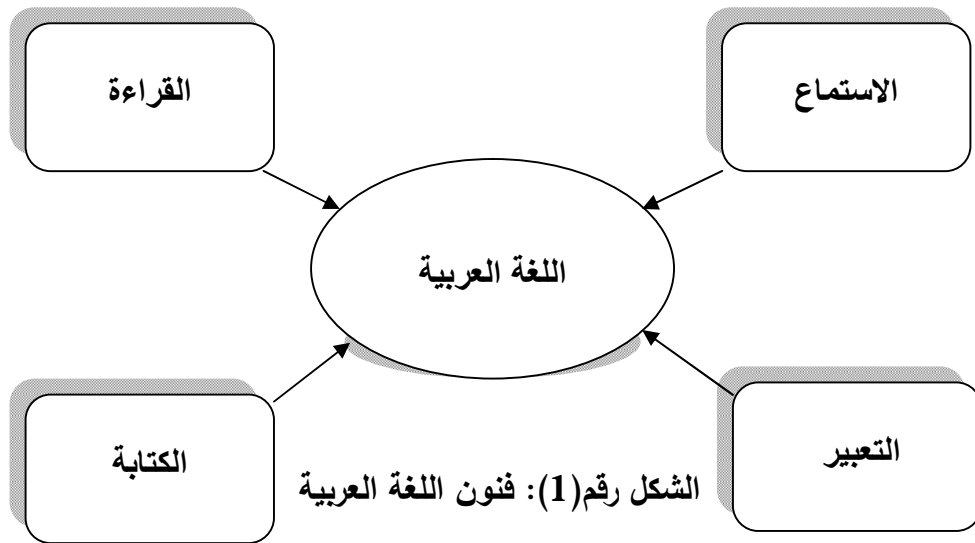 الاستماع
القراءة
اللغة العربية
التعبير
الكتابة
الشكل رقم(1): فنون اللغة العربية